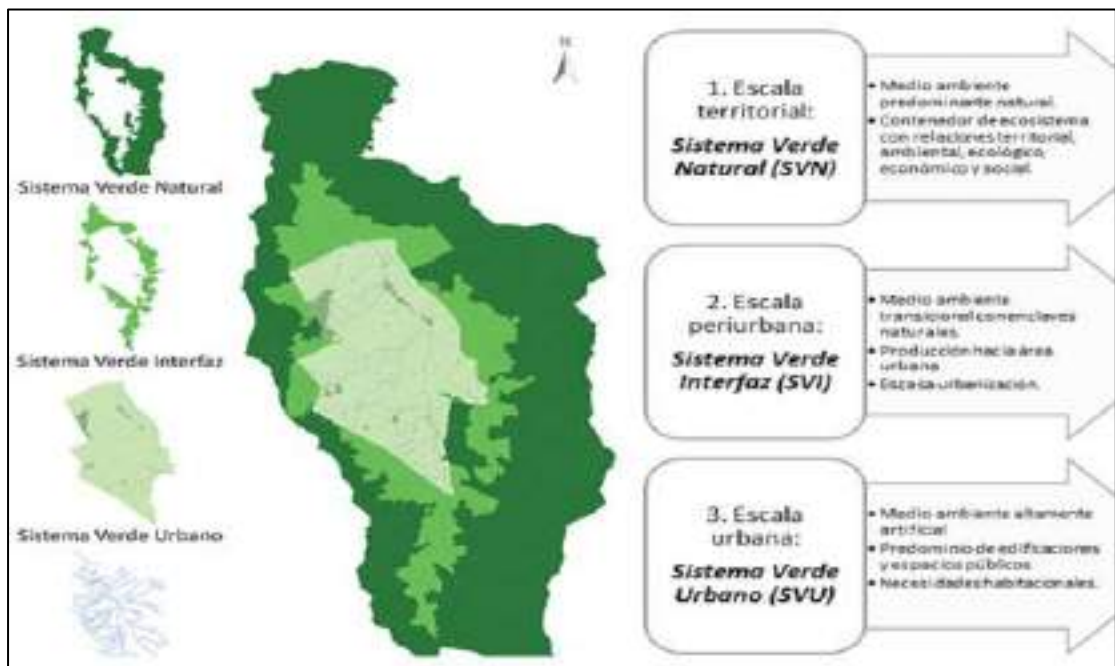 N
Sistema Verde Natural
Sistema Verde Interfaz
Sistema Verde Urbano
1. Escala
territorial:
Sistema Verde
Natural (SVN)
• Medio ambiente
predominante natural.
• Contenedor de ecosistema
con relaciones territorial,
ambiental, ecológico,
económico y social.
2. Escala
periurbana:
Sistema Verde
Interfaz (SVI)
• Medio ambiente
transicional con enclaves
naturales.
• Producción hacia área
urbana
• Escasa urbanización.
3. Escala
urbana:
Sistema Verde
Urbano (SVU)
• Medio ambiente altamente
artificial
• Predominio de edificaciones
y espacios públicos
• Necesidades habitacionales.